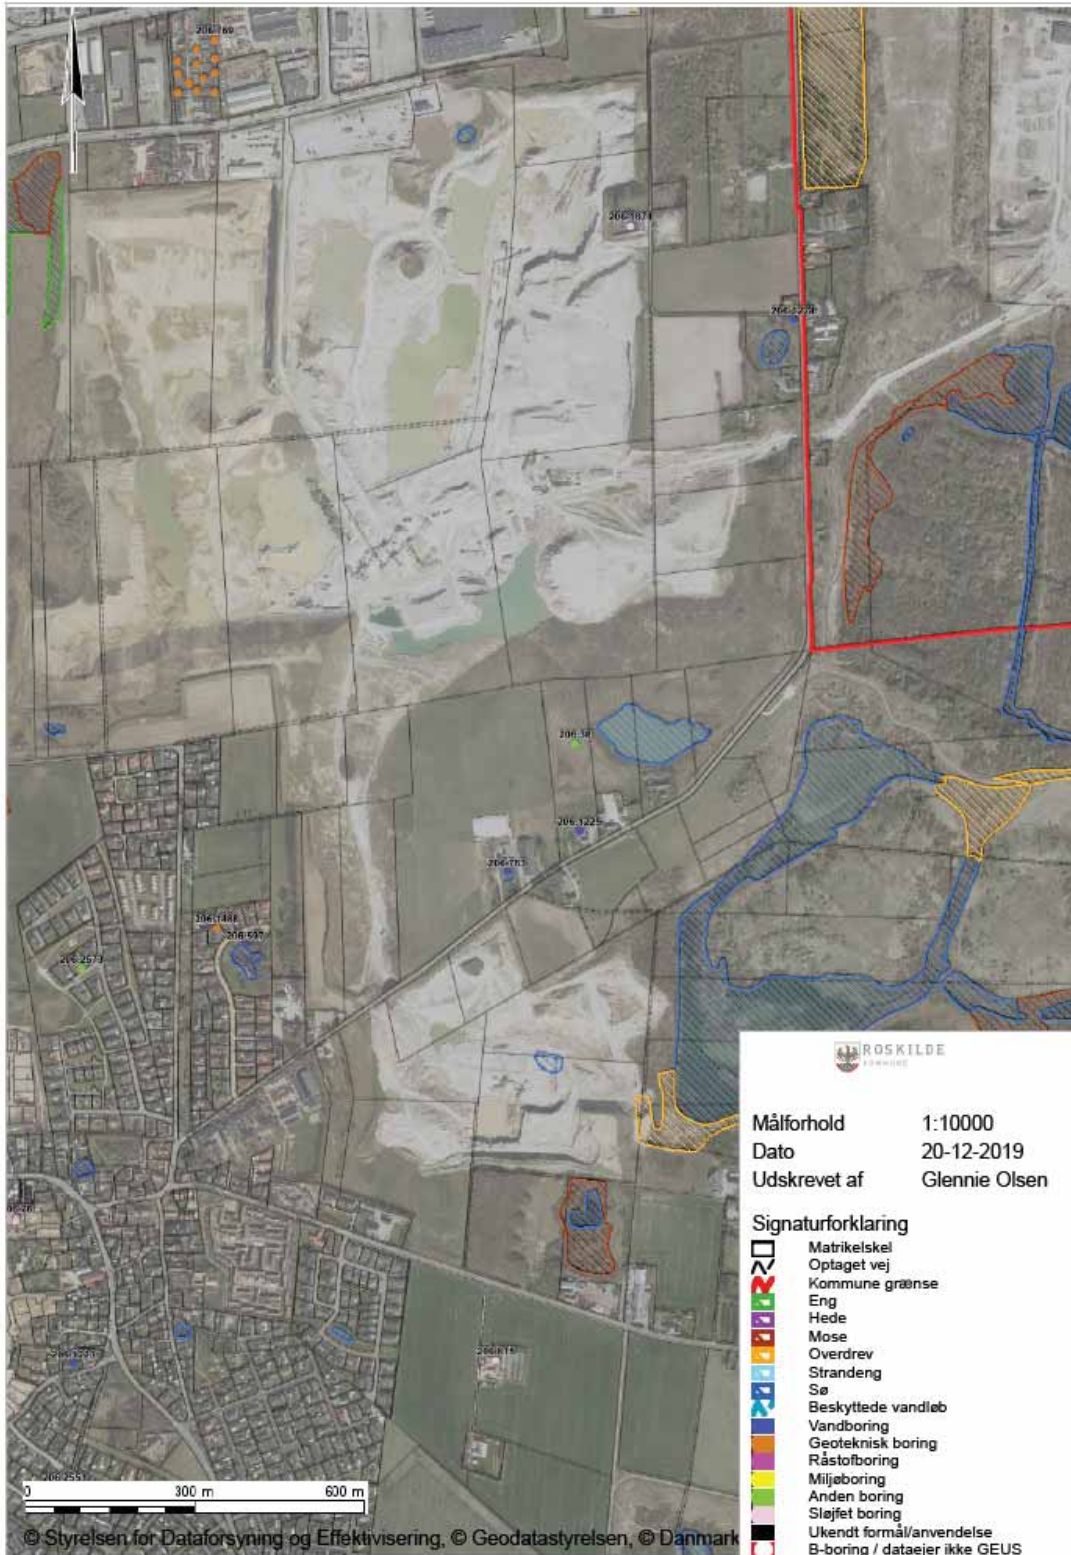 206.769
206.1674
206.1225
206.783
206.1488
206.597
206.2573
206.815
ROSKILDE
KOMMUNE
Målforhold 1:10000
Dato 20-12-2019
Udskrevet af Glennie Olsen
Signaturforklaring
Matrikelskel
Optaget vej
Kommune grænse
Eng
Hede
Mose
Overdrev
Strandeng
Sø
Beskyttede vandløb
Vandboring
Geoteknisk boring
Råstofboring
Miljøboring
Anden boring
Sløjfet boring
Ukendt formål/anvendelse
B-boring / dataejer ikke GEUS
0 300 m 600 m
© Styrelsen for Dataforsyning og Effektivisering, © Geodatastyrelsen, © Danmark